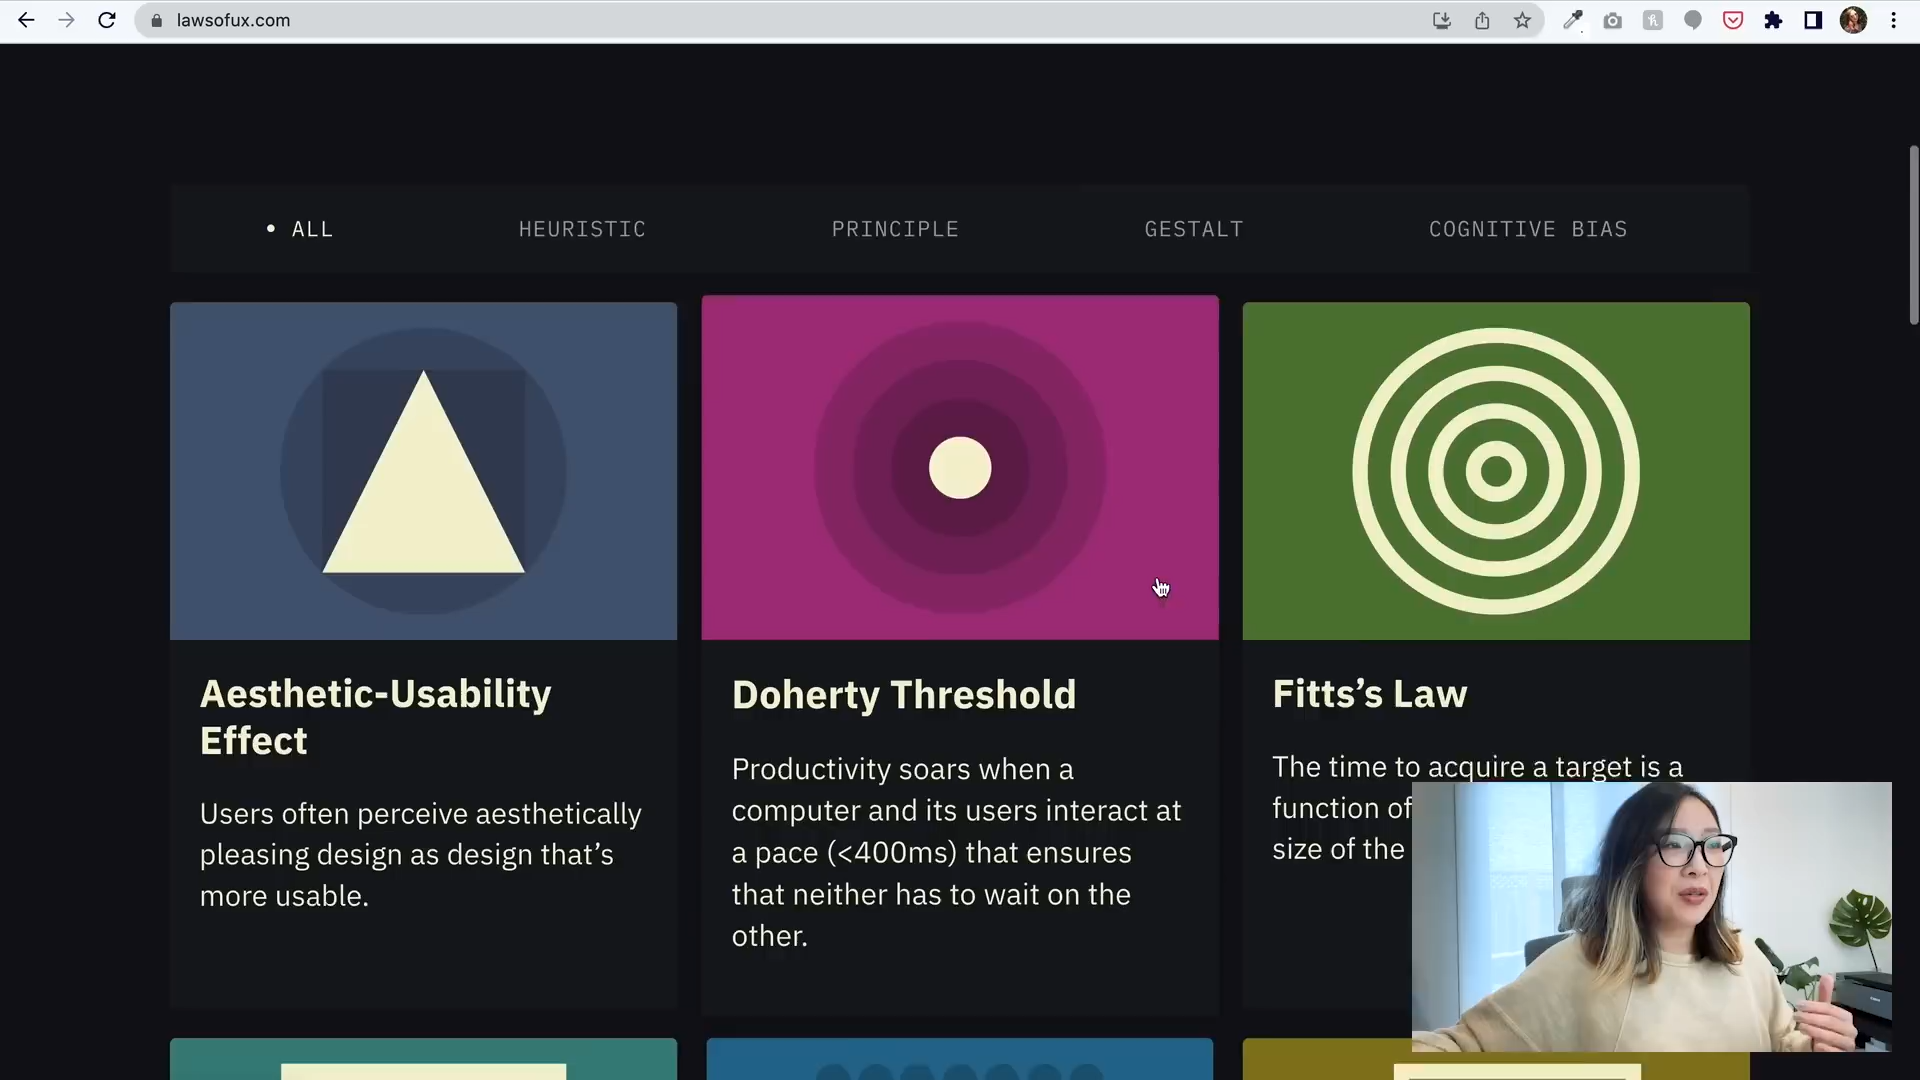 lawsofux.com
• ALL
HEURISTIC
PRINCIPLE
GESTALT
COGNITIVE BIAS
Aesthetic-Usability
Effect
Users often perceive aesthetically
pleasing design as design that’s
more usable.
Doherty Threshold
Productivity soars when a
computer and its users interact at
a pace (<400ms) that ensures
that neither has to wait on the
other.
Fitts’s Law
The time to acquire a target is a
function of
size of the